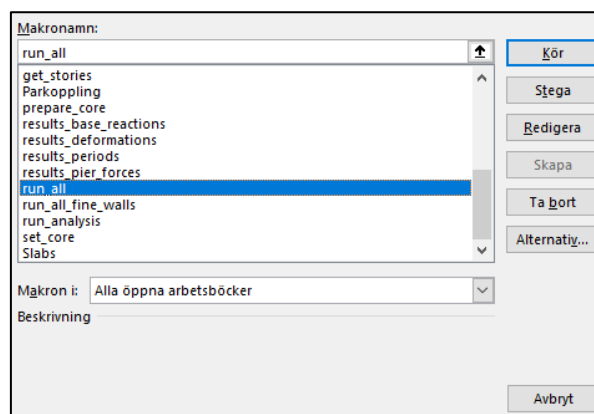 Makronamn:
run_all
get_stories
Parkoppling
prepare_core
results_base_reactions
results_deformations
results_periods
results_pier_forces
run_all
run_all_fine_walls
run_analysis
set_core
Slabs
Makron i: Alla öppna arbetsböcker
Beskrivning
Kör
Stega
Redigera
Skapa
Ta bort
Alternativ...
Avbryt